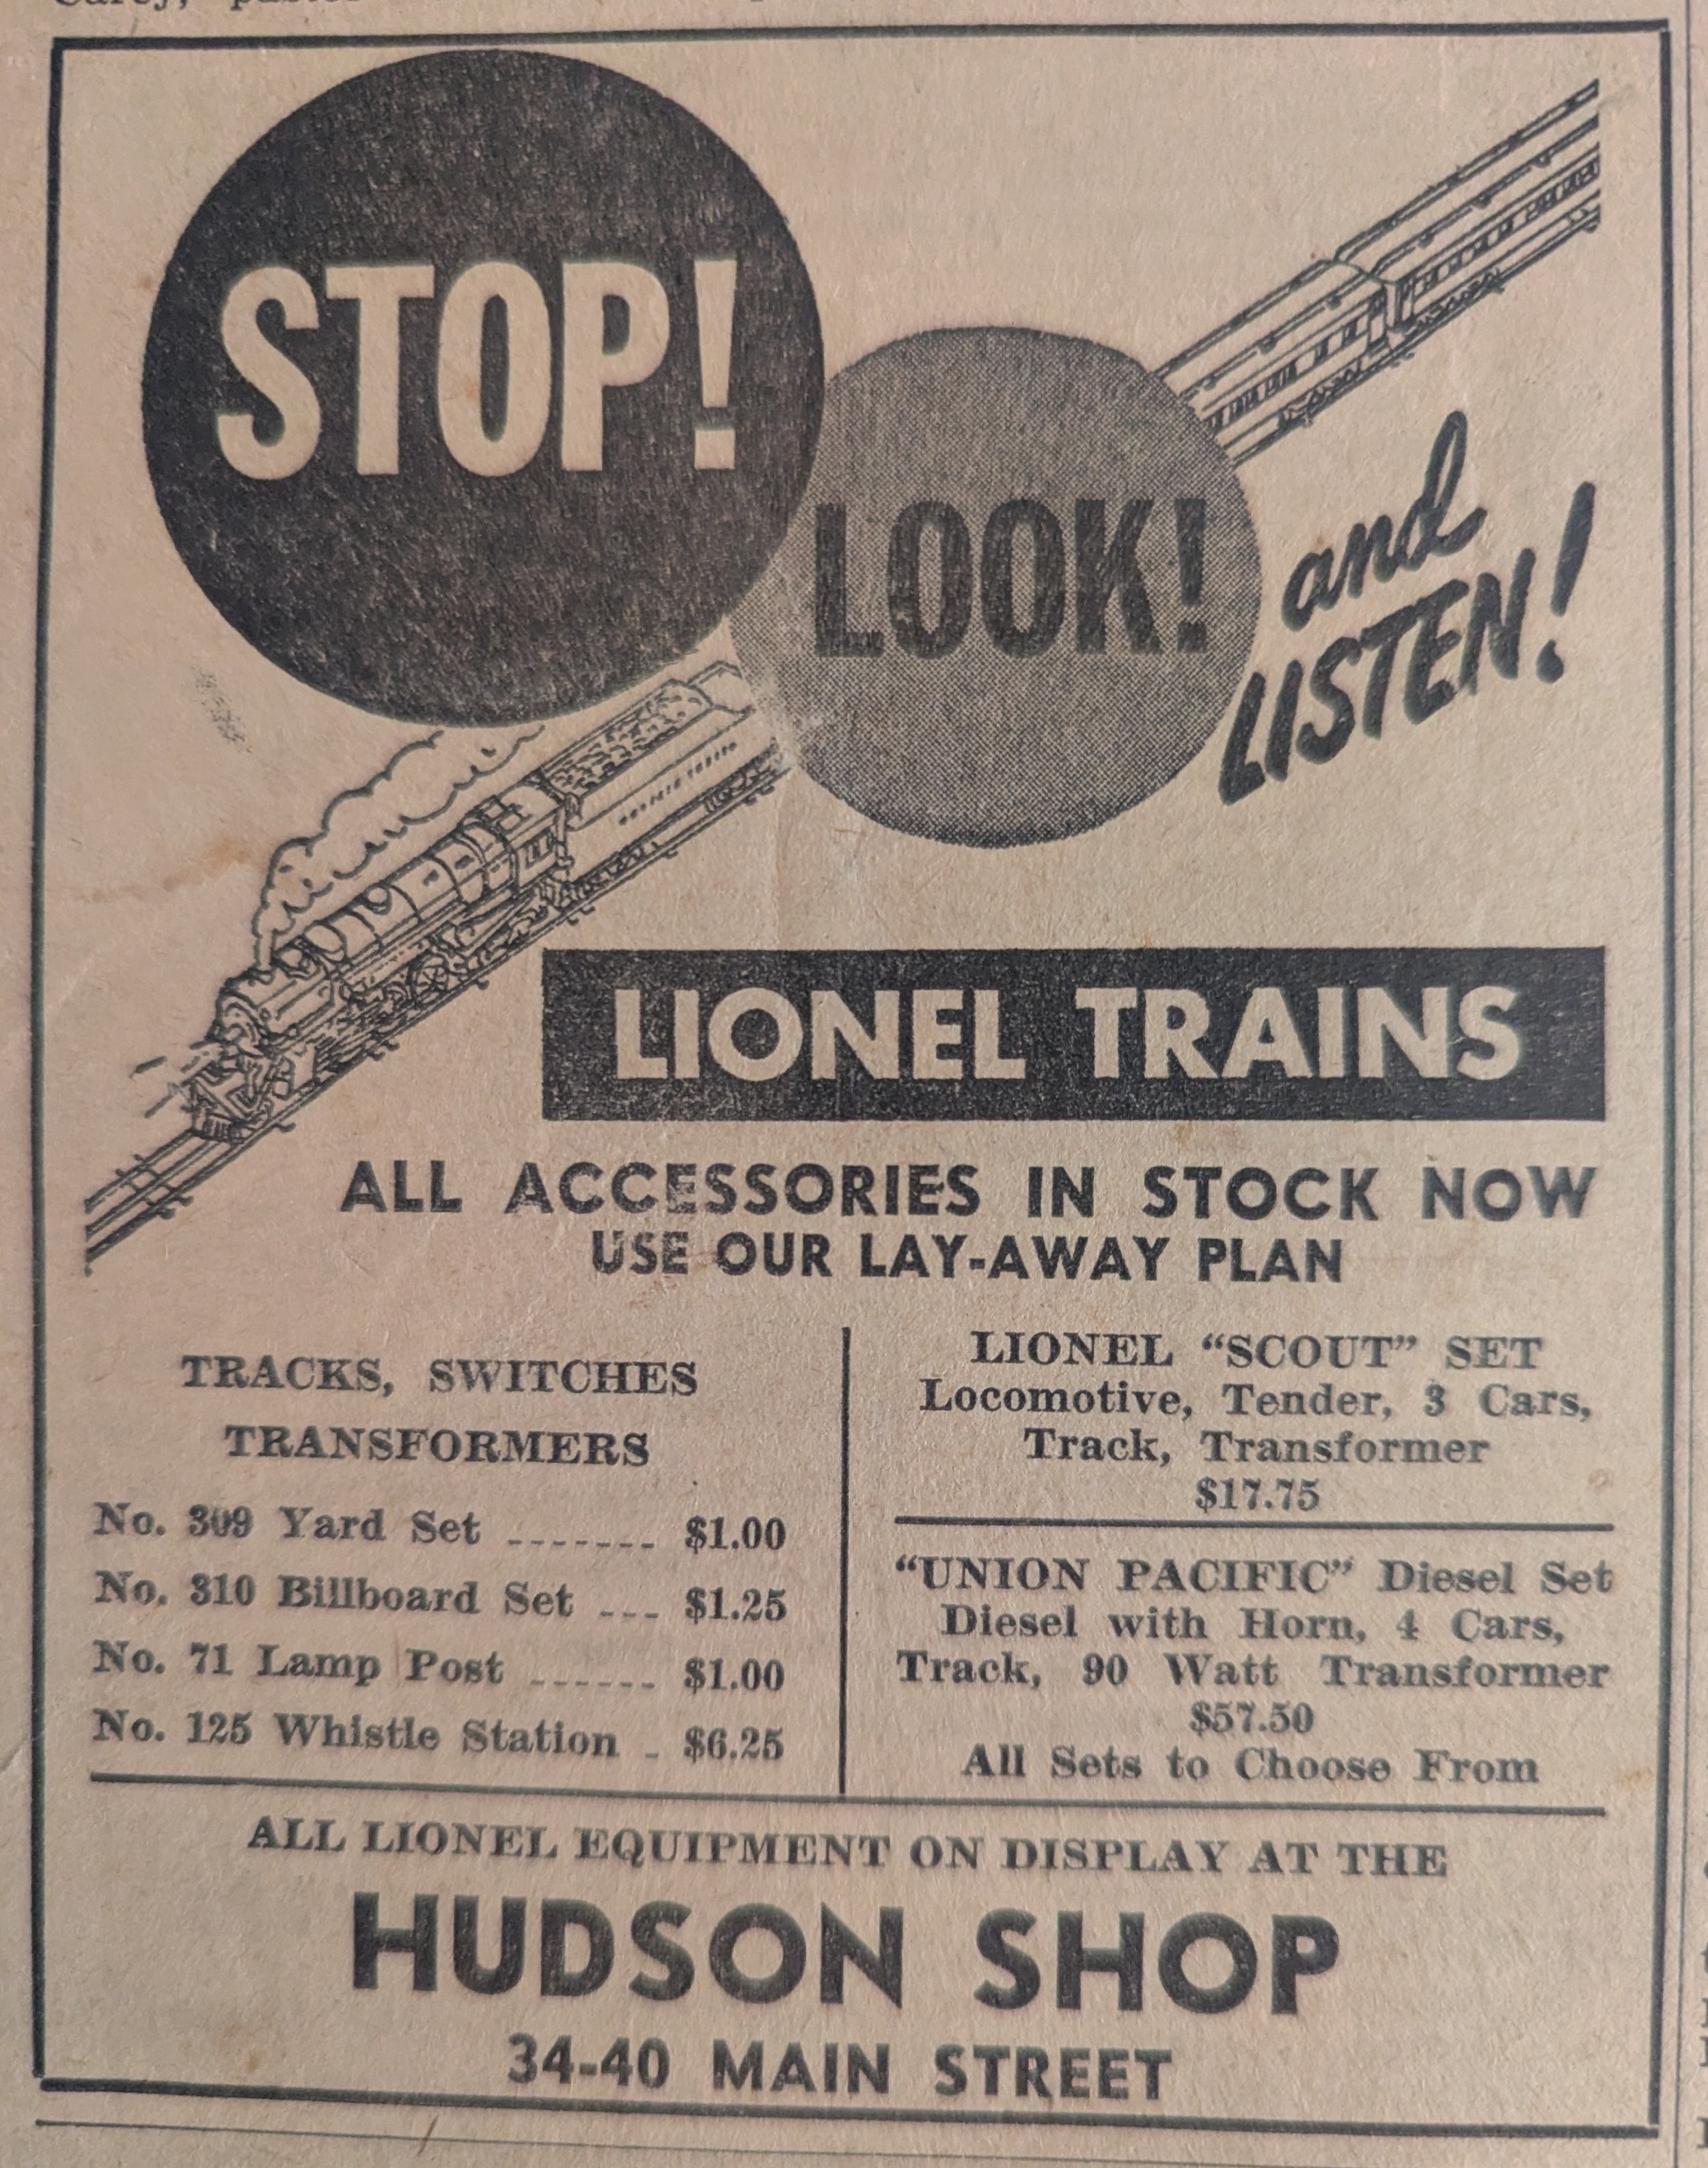 STOP!
LOOK!
and
LISTEN!
LIONEL TRAINS
ALL ACCESSORIES IN STOCK NOW
USE OUR LAY-AWAY PLAN
TRACKS, SWITCHES
TRANSFORMERS
No. 309 Yard Set ------- $1.00
No. 310 Billboard Set --- $1.25
No. 71 Lamp Post ------ $1.00
No. 125 Whistle Station - $6.25
LIONEL “SCOUT” SET
Locomotive, Tender, 3 Cars,
Track, Transformer
$17.75
“UNION PACIFIC” Diesel Set
Diesel with Horn, 4 Cars,
Track, 90 Watt Transformer
$57.50
All Sets to Choose From
ALL LIONEL EQUIPMENT ON DISPLAY AT THE
HUDSON SHOP
34-40 MAIN STREET